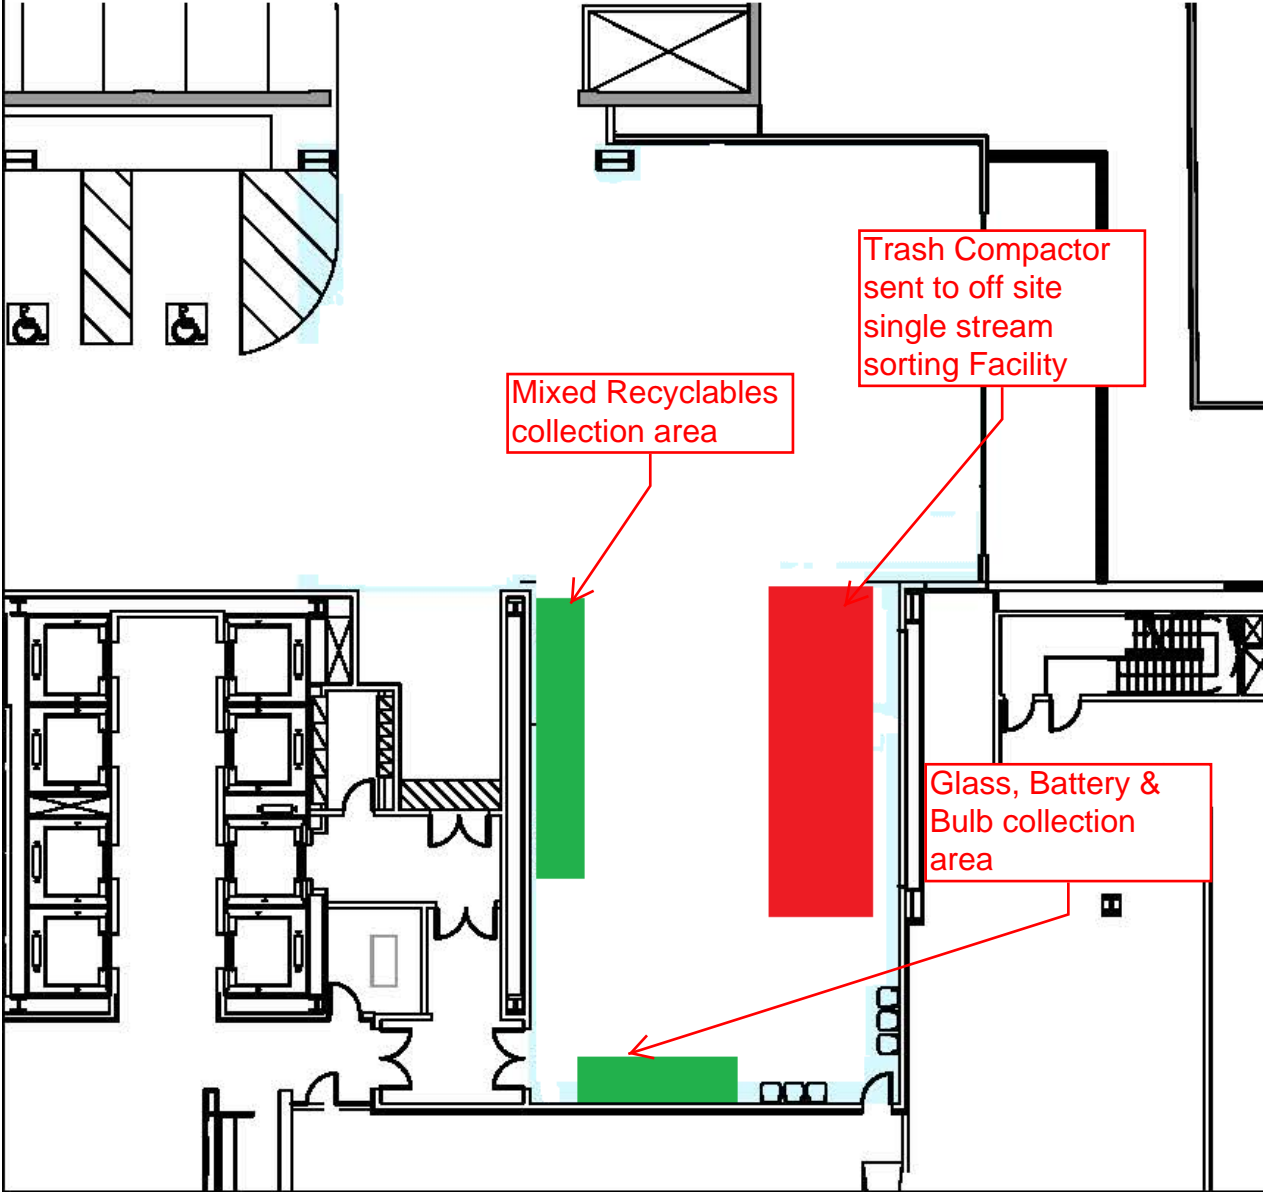 Trash Compactor
sent to off site
single stream
sorting Facility
Mixed Recyclables
collection area
Glass, Battery &
Bulb collection
area